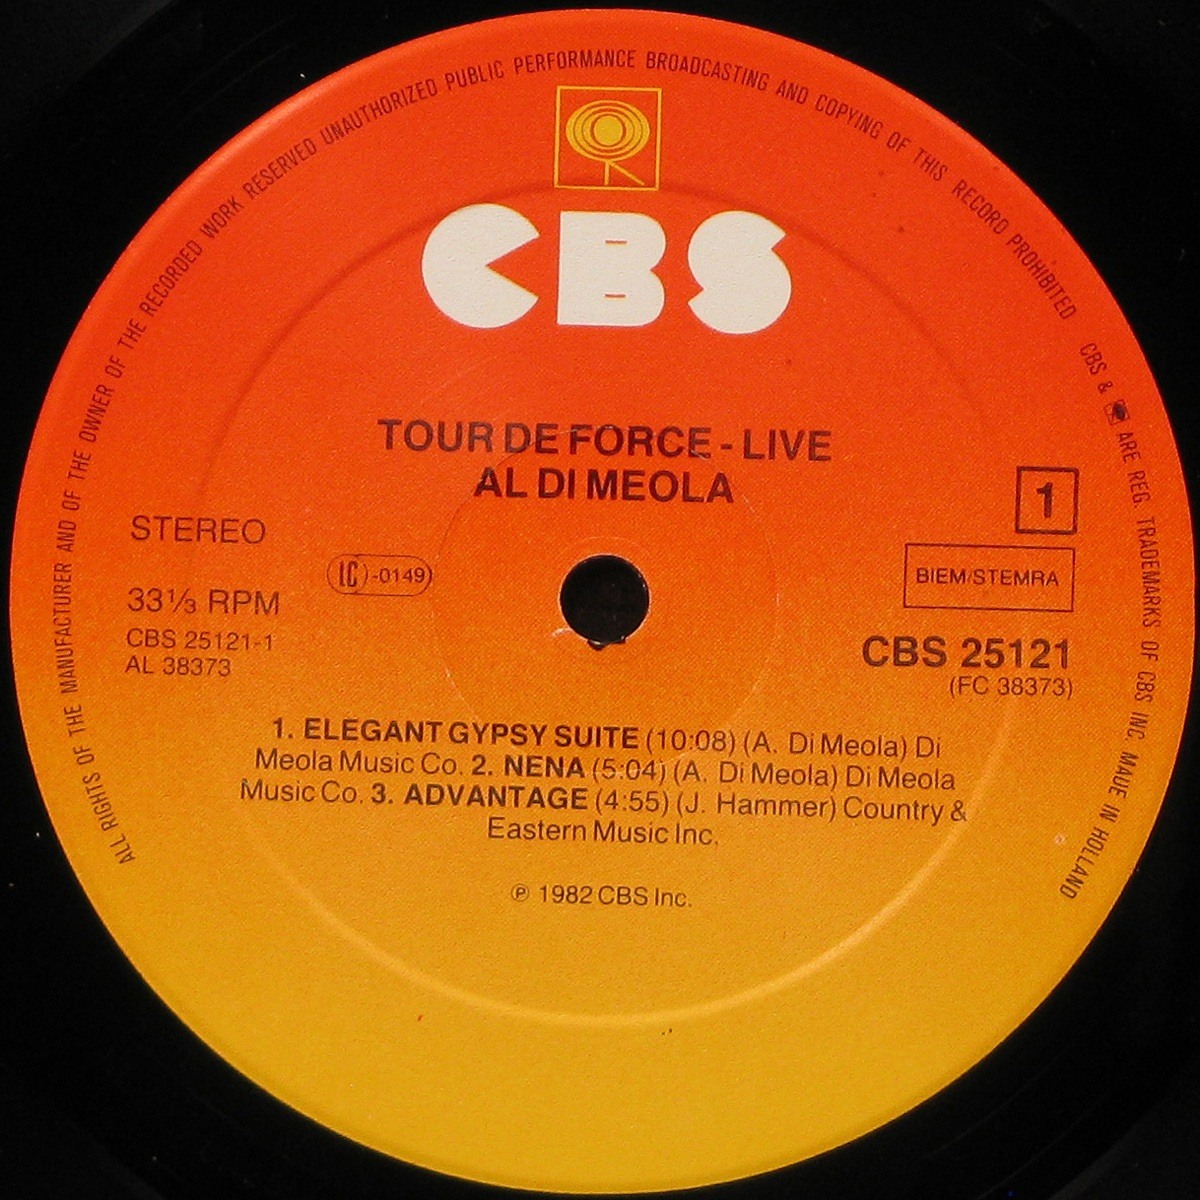 ALL RIGHTS OF THE MANUFACTURER AND OF THE OWNER OF THE RECORDED WORK RESERVED UNAUTHORIZED PUBLIC PERFORMANCE BROADCASTING AND COPYING OF THIS RECORD PROHIBITED
CBS & ARE REG. TRADEMARKS OF CBS INC. MADE IN HOLLAND
CBS
TOUR DE FORCE - LIVE
AL DI MEOLA
1
STEREO
LC-0149
BIEM/STEMRA
33⅓ RPM
CBS 25121-1
AL 38373
CBS 25121
(FC 38373)
1. ELEGANT GYPSY SUITE (10:08) (A. Di Meola) Di
Meola Music Co. 2. NENA (5:04) (A. Di Meola) Di Meola
Music Co. 3. ADVANTAGE (4:55) (J. Hammer) Country &
Eastern Music Inc.
℗ 1982 CBS Inc.